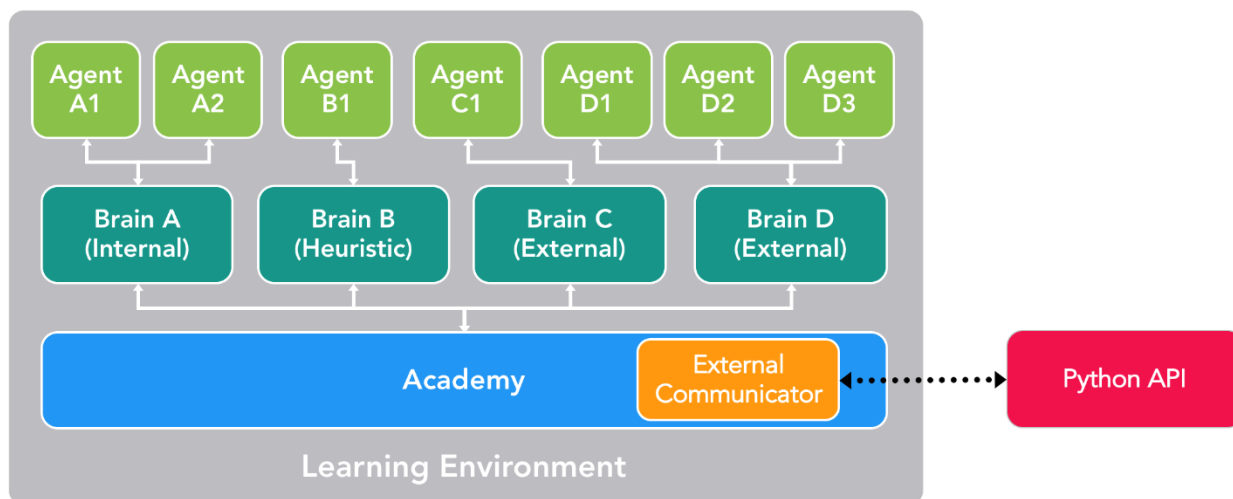 Agent
A1
Agent
A2
Agent
B1
Agent
C1
Agent
D1
Agent
D2
Agent
D3
Brain A
(Internal)
Brain B
(Heuristic)
Brain C
(External)
Brain D
(External)
Academy
External
Communicator
Python API
Learning Environment